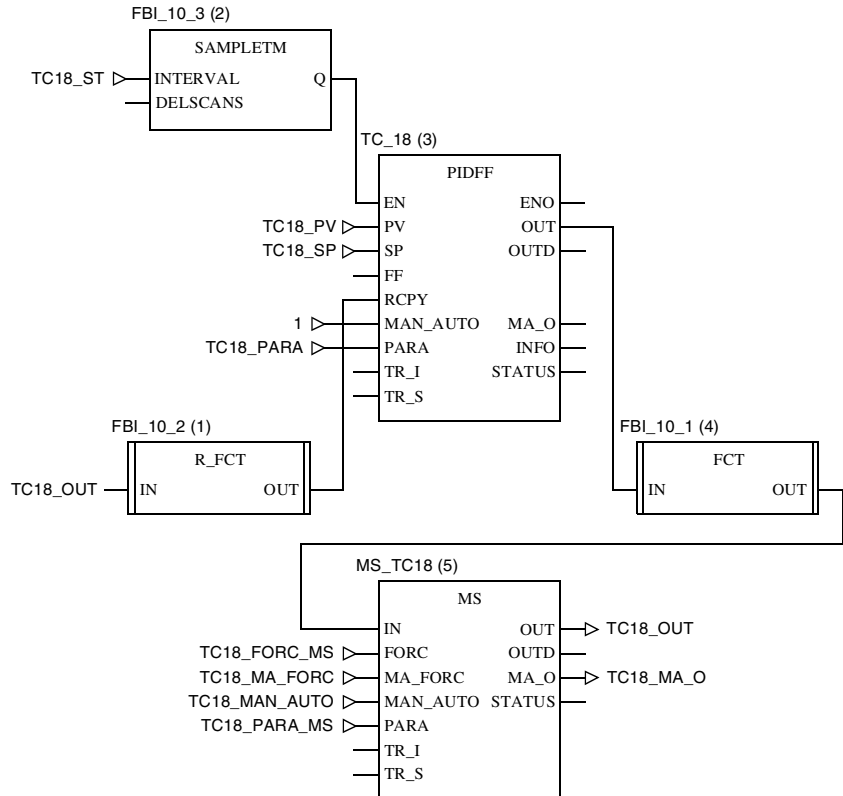 FBI_10_3 (2)
SAMPLETM
TC18_ST INTERVAL Q
DELSCANS
TC_18 (3)
PIDFF
EN ENO
TC18_PV PV OUT
TC18_SP SP OUTD
FF
RCPY
1 MAN_AUTO MA_O
TC18_PARA PARA INFO
TR_I STATUS
TR_S
FBI_10_2 (1)
R_FCT
TC18_OUT IN OUT
FBI_10_1 (4)
FCT
IN OUT
MS_TC18 (5)
MS
IN OUT TC18_OUT
TC18_FORC_MS FORC OUTD
TC18_MA_FORC MA_FORC MA_O TC18_MA_O
TC18_MAN_AUTO MAN_AUTO STATUS
TC18_PARA_MS PARA
TR_I
TR_S